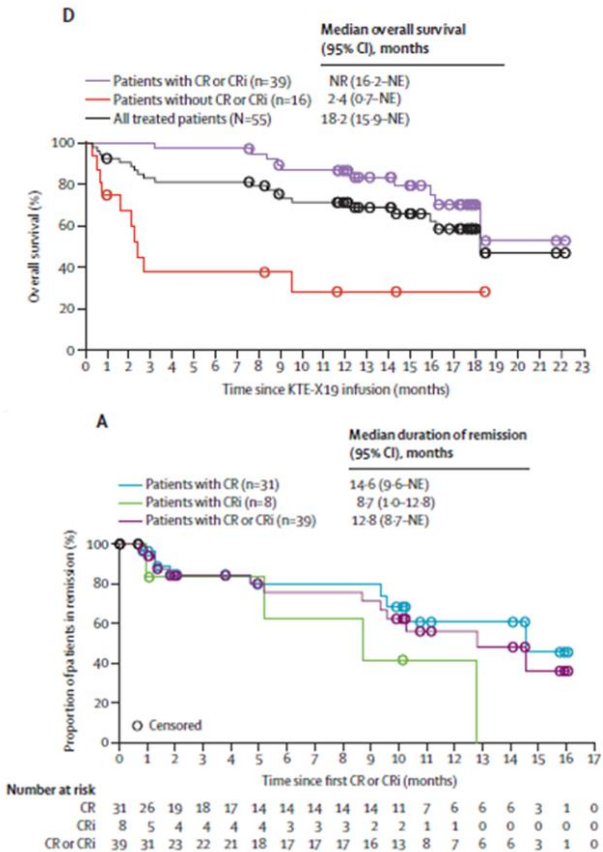 D
Median overall survival
(95% CI), months
Patients with CR or CRi (n=39) NR (16·2–NE)
Patients without CR or CRi (n=16) 2·4 (0·7–NE)
All treated patients (N=55) 18·2 (15·9–NE)
100
80
60
40
20
0
Overall survival (%)
0 1 2 3 4 5 6 7 8 9 10 11 12 13 14 15 16 17 18 19 20 21 22 23
Time since KTE-X19 infusion (months)
A
Median duration of remission
(95% CI), months
Patients with CR (n=31) 14·6 (9·6–NE)
Patients with CRi (n=8) 8·7 (1·0–12·8)
Patients with CR or CRi (n=39) 12·8 (8·7–NE)
100
80
60
40
20
0
Proportion of patients in remission (%)
Censored
0 1 2 3 4 5 6 7 8 9 10 11 12 13 14 15 16 17
Time since first CR or CRi (months)
Number at risk
CR 31 26 19 18 17 14 14 14 14 14 11 7 6 6 6 3 1 0
CRi 8 5 4 4 4 4 3 3 3 2 2 1 1 0 0 0 0 0
CR or CRi 39 31 23 22 21 18 17 17 17 16 13 8 7 6 6 3 1 0